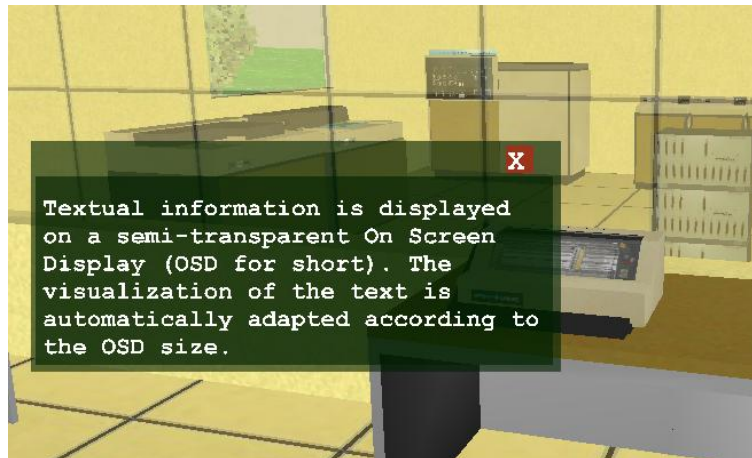 X
Textual information is displayed
on a semi-transparent On Screen
Display (OSD for short). The
visualization of the text is
automatically adapted according to
the OSD size.